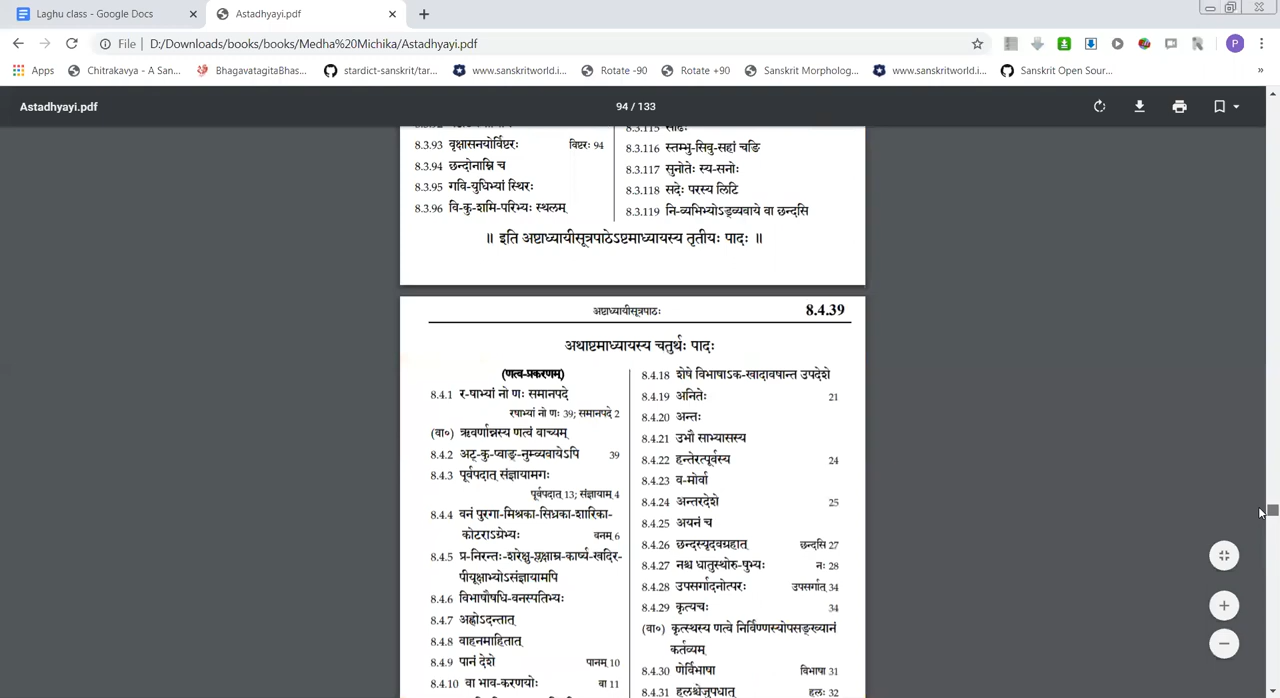 Laghu class - Google Docs
Astadhyayi.pdf
File | D:/Downloads/books/books/Medha%20Michika/Astadhyayi.pdf
P
Apps
Chitrakavya - A San...
BhagavatagitaBhas...
stardict-sanskrit/tar...
www.sanskritworld.i...
Rotate -90
Rotate +90
Sanskrit Morpholog...
www.sanskritworld.i...
Sanskrit Open Sour...
»
Astadhyayi.pdf
94 / 133
8.3.93 वृक्षासनयोर्विष्टरः विष्टरः 94
8.3.94 छन्दोनाम्नि च
8.3.95 गवि-युधिभ्यां स्थिरः
8.3.96 वि-कु-शमि-परिभ्यः स्थलम्
8.3.115 सोढः
8.3.116 स्तम्भु-सिवु-सहां चङि
8.3.117 सुनोतेः स्य-सनोः
8.3.118 सदेः परस्य लिटि
8.3.119 नि-व्यभिभ्योऽड्व्यवाये वा छन्दसि
॥ इति अष्टाध्यायीसूत्रपाठेऽष्टमाध्यायस्य तृतीयः पादः ॥
अष्टाध्यायीसूत्रपाठः
8.4.39
अथाष्टमाध्यायस्य चतुर्थः पादः
(णत्व-प्रकरणम्)
8.4.1 र-षाभ्यां नो णः समानपदे
रषाभ्यां नो णः 39; समानपदे 2
(वा०) ऋवर्णान्नस्य णत्वं वाच्यम्
8.4.2 अट्-कु-प्वाङ्-नुम्व्यवायेऽपि 39
8.4.3 पूर्वपदात् संज्ञायामगः
पूर्वपदात् 13; संज्ञायाम् 4
8.4.4 वनं पुरगा-मिश्रका-सिध्रका-शारिका-
कोटराऽग्रेभ्यः वनम् 6
8.4.5 प्र-निरन्तः-शरेक्षु-प्लक्षाम्र-कार्ष्य-खदिर-
पीयूक्षाभ्योऽसंज्ञायामपि
8.4.6 विभाषौषधि-वनस्पतिभ्यः
8.4.7 अह्नोऽदन्तात्
8.4.8 वाहनमाहितात्
8.4.9 पानं देशे पानम् 10
8.4.10 वा भाव-करणयोः वा 11
8.4.18 शेषे विभाषाऽक-खादावषान्त उपदेशे
8.4.19 अनितेः 21
8.4.20 अन्तः
8.4.21 उभौ साभ्यासस्य
8.4.22 हन्तेरत्पूर्वस्य 24
8.4.23 व-मोर्वा
8.4.24 अन्तरदेशे 25
8.4.25 अयनं च
8.4.26 छन्दस्यृदवग्रहात् छन्दसि 27
8.4.27 नश्च धातुस्थोरु-षुभ्यः नः 28
8.4.28 उपसर्गादनोत्परः उपसर्गात् 34
8.4.29 कृत्यचः 34
(वा०) कृत्स्थस्य णत्वे निर्विण्णस्योपसङ्ख्यानं
कर्तव्यम्
8.4.30 णेर्विभाषा विभाषा 31
8.4.31 हलश्चेजुपधात् हलः 32